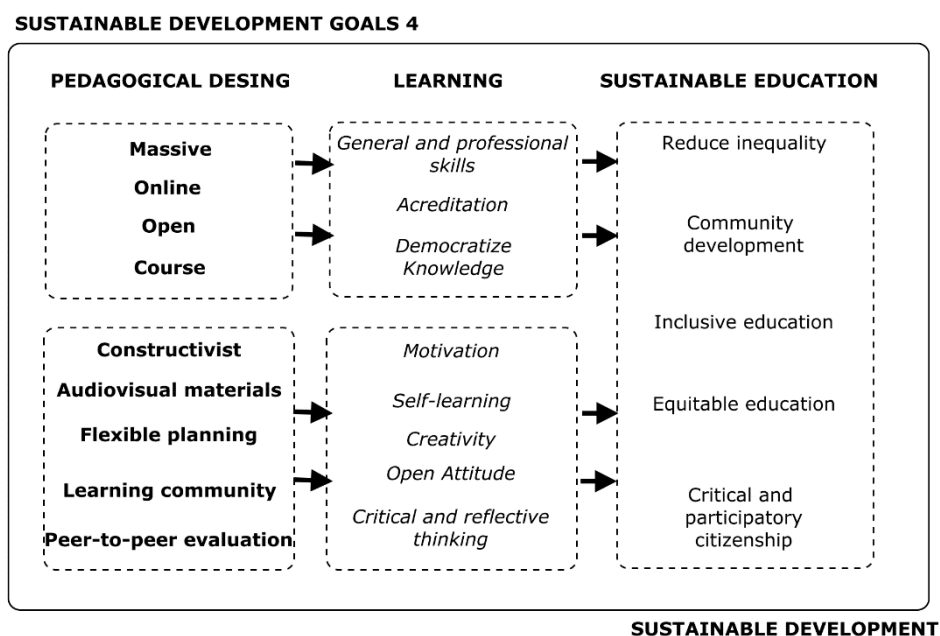 SUSTAINABLE DEVELOPMENT GOALS 4
PEDAGOGICAL DESING
LEARNING
SUSTAINABLE EDUCATION
Massive
Online
Open
Course
General and professional
skills
Acreditation
Democratize
Knowledge
Constructivist
Audiovisual materials
Flexible planning
Learning community
Peer-to-peer evaluation
Motivation
Self-learning
Creativity
Open Attitude
Critical and reflective
thinking
Reduce inequality
Community
development
Inclusive education
Equitable education
Critical and
participatory
citizenship
SUSTAINABLE DEVELOPMENT